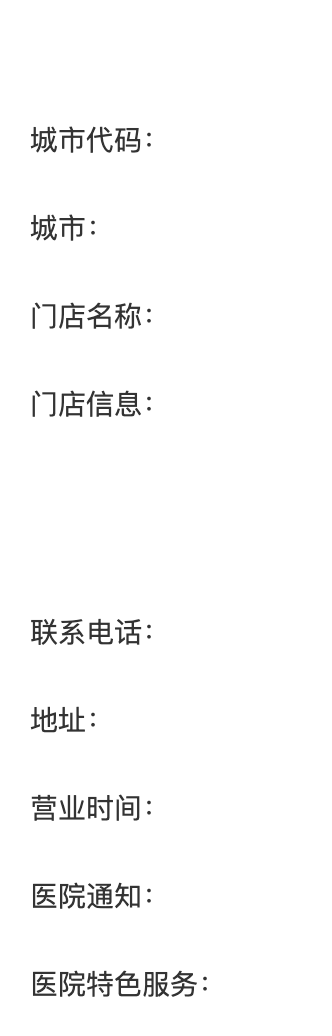 城市代码：
城市：
门店名称：
门店信息：
联系电话：
地址：
营业时间：
医院通知：
医院特色服务：